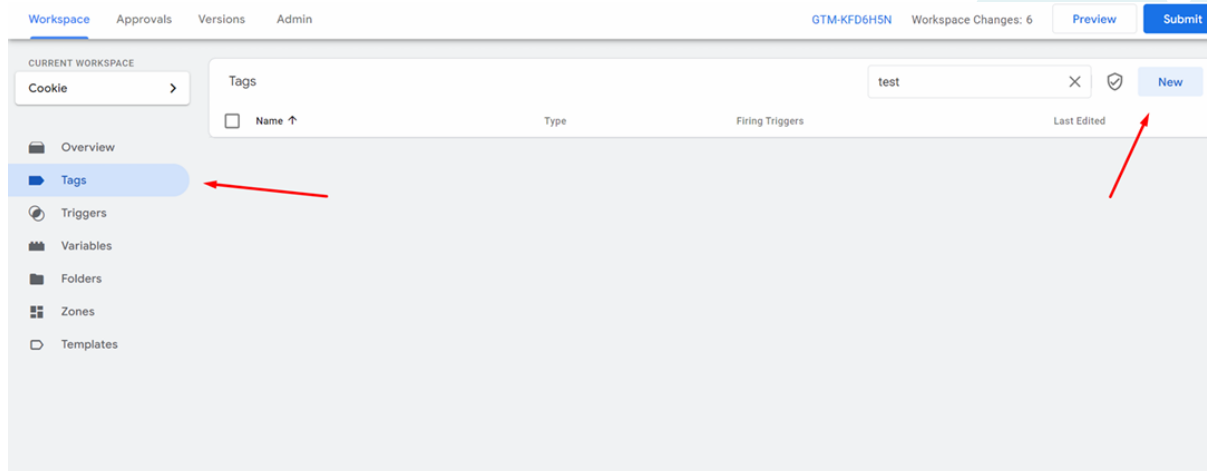 Workspace Approvals Versions Admin GTM-KFD6H5N Workspace Changes: 6 Preview Submit
CURRENT WORKSPACE
Cookie
Tags test New
Name Type Firing Triggers Last Edited
Overview
Tags
Triggers
Variables
Folders
Zones
Templates